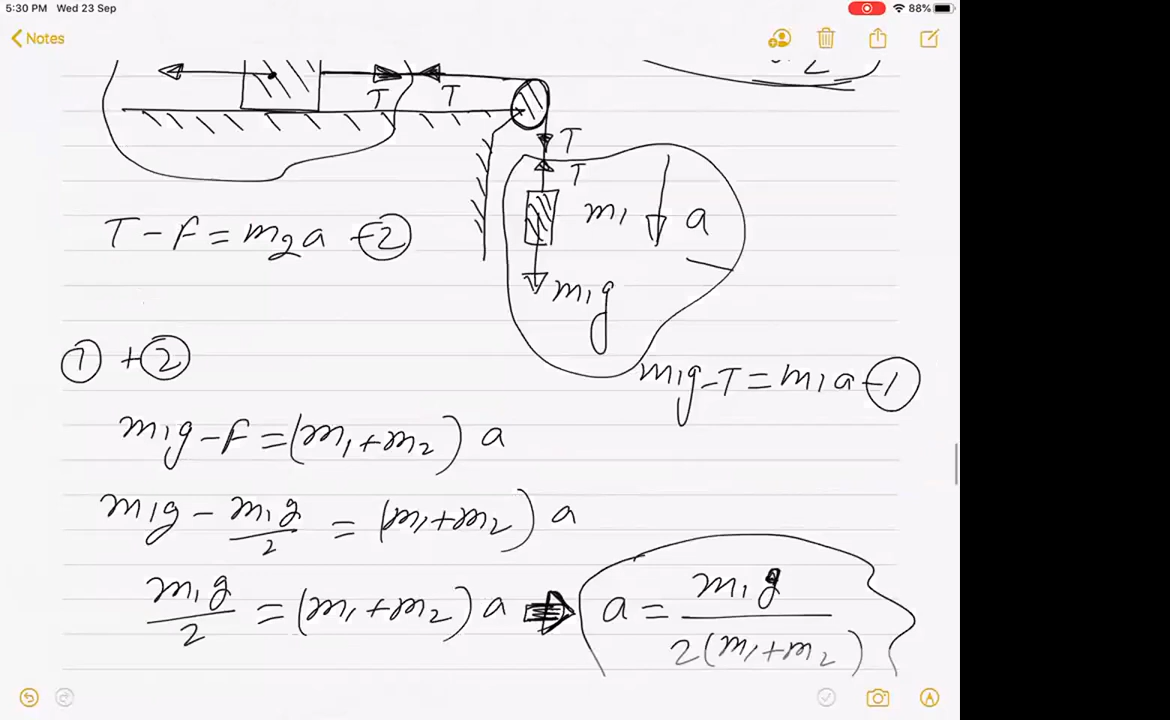 5:30 PM Wed 23 Sep
88%
Notes
T T
T
T
m1 a
m1g
T - f = m2a - 2
1 + 2
m1g - T = m1a - 1
m1g - f = (m1 + m2) a
m1g - m1g/2 = (m1 + m2) a
m1g/2 = (m1 + m2) a ⇒ a = m1g/2(m1 + m2)